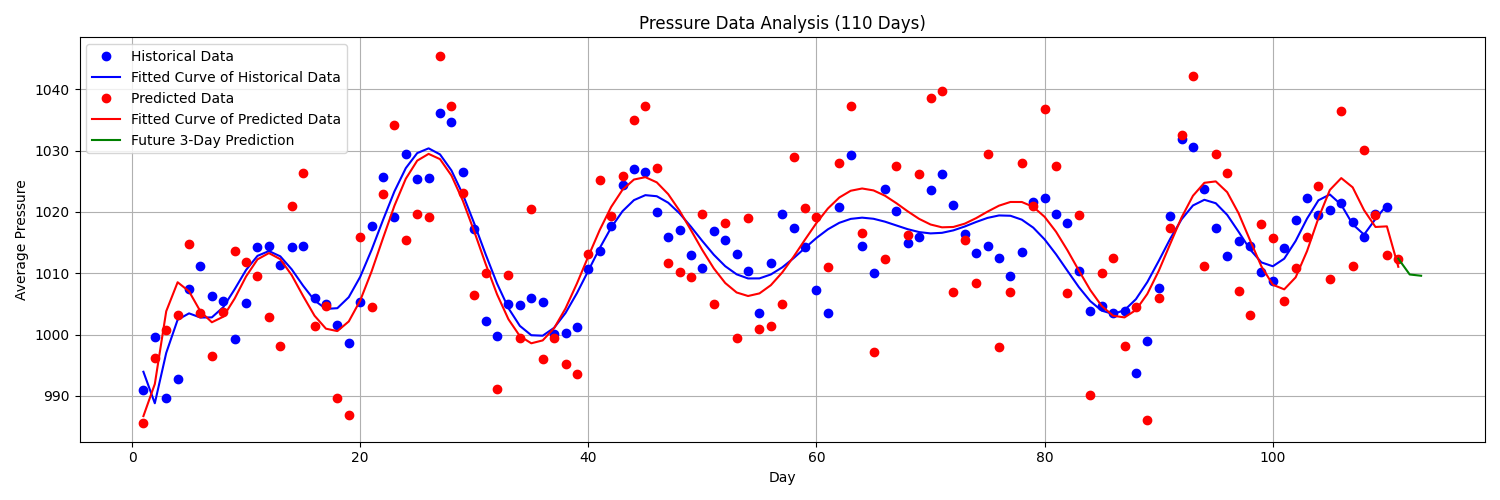 Pressure Data Analysis (110 Days)
Historical Data
Fitted Curve of Historical Data
Predicted Data
Fitted Curve of Predicted Data
Future 3-Day Prediction
Average Pressure
1040
1030
1020
1010
1000
990
0 20 40 60 80 100
Day